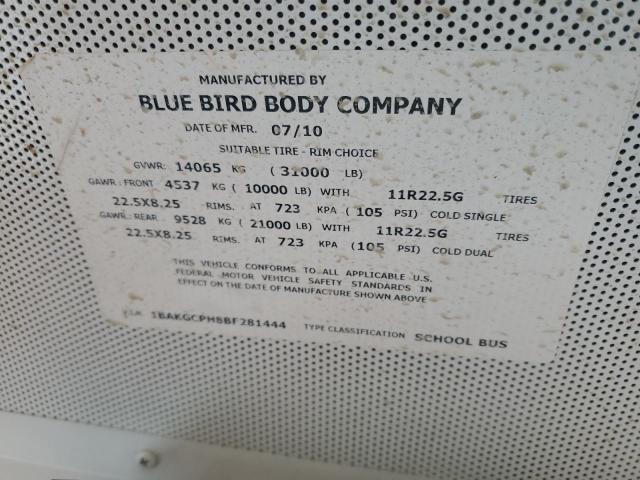 MANUFACTURED BY
BLUE BIRD BODY COMPANY
DATE OF MFR. 07/10
SUITABLE TIRE - RIM CHOICE
GVWR: 14065 KG ( 31000 LB)
GAWR: FRONT 4537 KG ( 10000 LB) WITH 11R22.5G TIRES
22.5X8.25 RIMS. AT 723 KPA ( 105 PSI) COLD SINGLE
GAWR: REAR 9528 KG ( 21000 LB) WITH 11R22.5G TIRES
22.5X8.25 RIMS. AT 723 KPA (105 PSI) COLD DUAL
THIS VEHICLE CONFORMS TO ALL APPLICABLE U.S.
FEDERAL MOTOR VEHICLE SAFETY STANDARDS IN
EFFECT ON THE DATE OF MANUFACTURE SHOWN ABOVE
1BAKGCPH8BF281444 TYPE CLASSIFICATION SCHOOL BUS